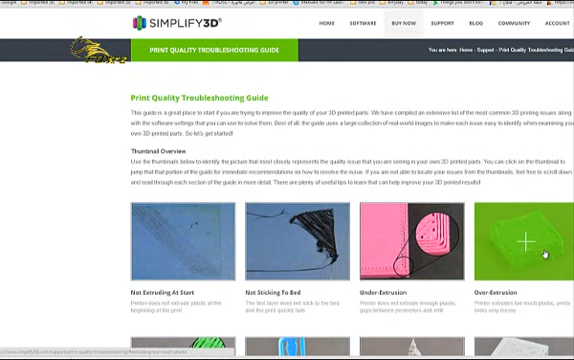 SIMPLIFY3D®
HOME SOFTWARE BUY NOW SUPPORT BLOG COMMUNITY ACCOUNT
PRINT QUALITY TROUBLESHOOTING GUIDE
You are here: Home - Support - Print Quality Troubleshooting Guid
Print Quality Troubleshooting Guide
This guide is a great place to start if you are trying to improve the quality of your 3D printed parts. We have compiled an extensive list of the most common 3D printing issues along
with the software settings that you can use to solve them. Best of all, the guide uses a large collection of real-world images to make each issue easy to identify when examining you
own 3D printed parts. So let's get started!
Thumbnail Overview
Use the thumbnails below to identify the picture that most closely represents the quality issue that you are seeing in your own 3D printed parts. You can click on the thumbnail to
jump that that portion of the guide for immediate recommendations on how to resolve the issue. If you are not able to locate your issues from the thumbnails, feel free to scroll down
and read through each section of the guide in more detail. There are plenty of useful tips to learn that can help improve your 3D printed results!
Not Extruding At Start
Printer does not extrude plastic at the
beginning of the print
Not Sticking To Bed
The first layer does not stick to the bed
and the print quickly fails
Under-Extrusion
Printer does not extrude enough plastic,
gaps between perimeters and infill
Over-Extrusion
Printer extrudes too much plastic, prints
looks very messy